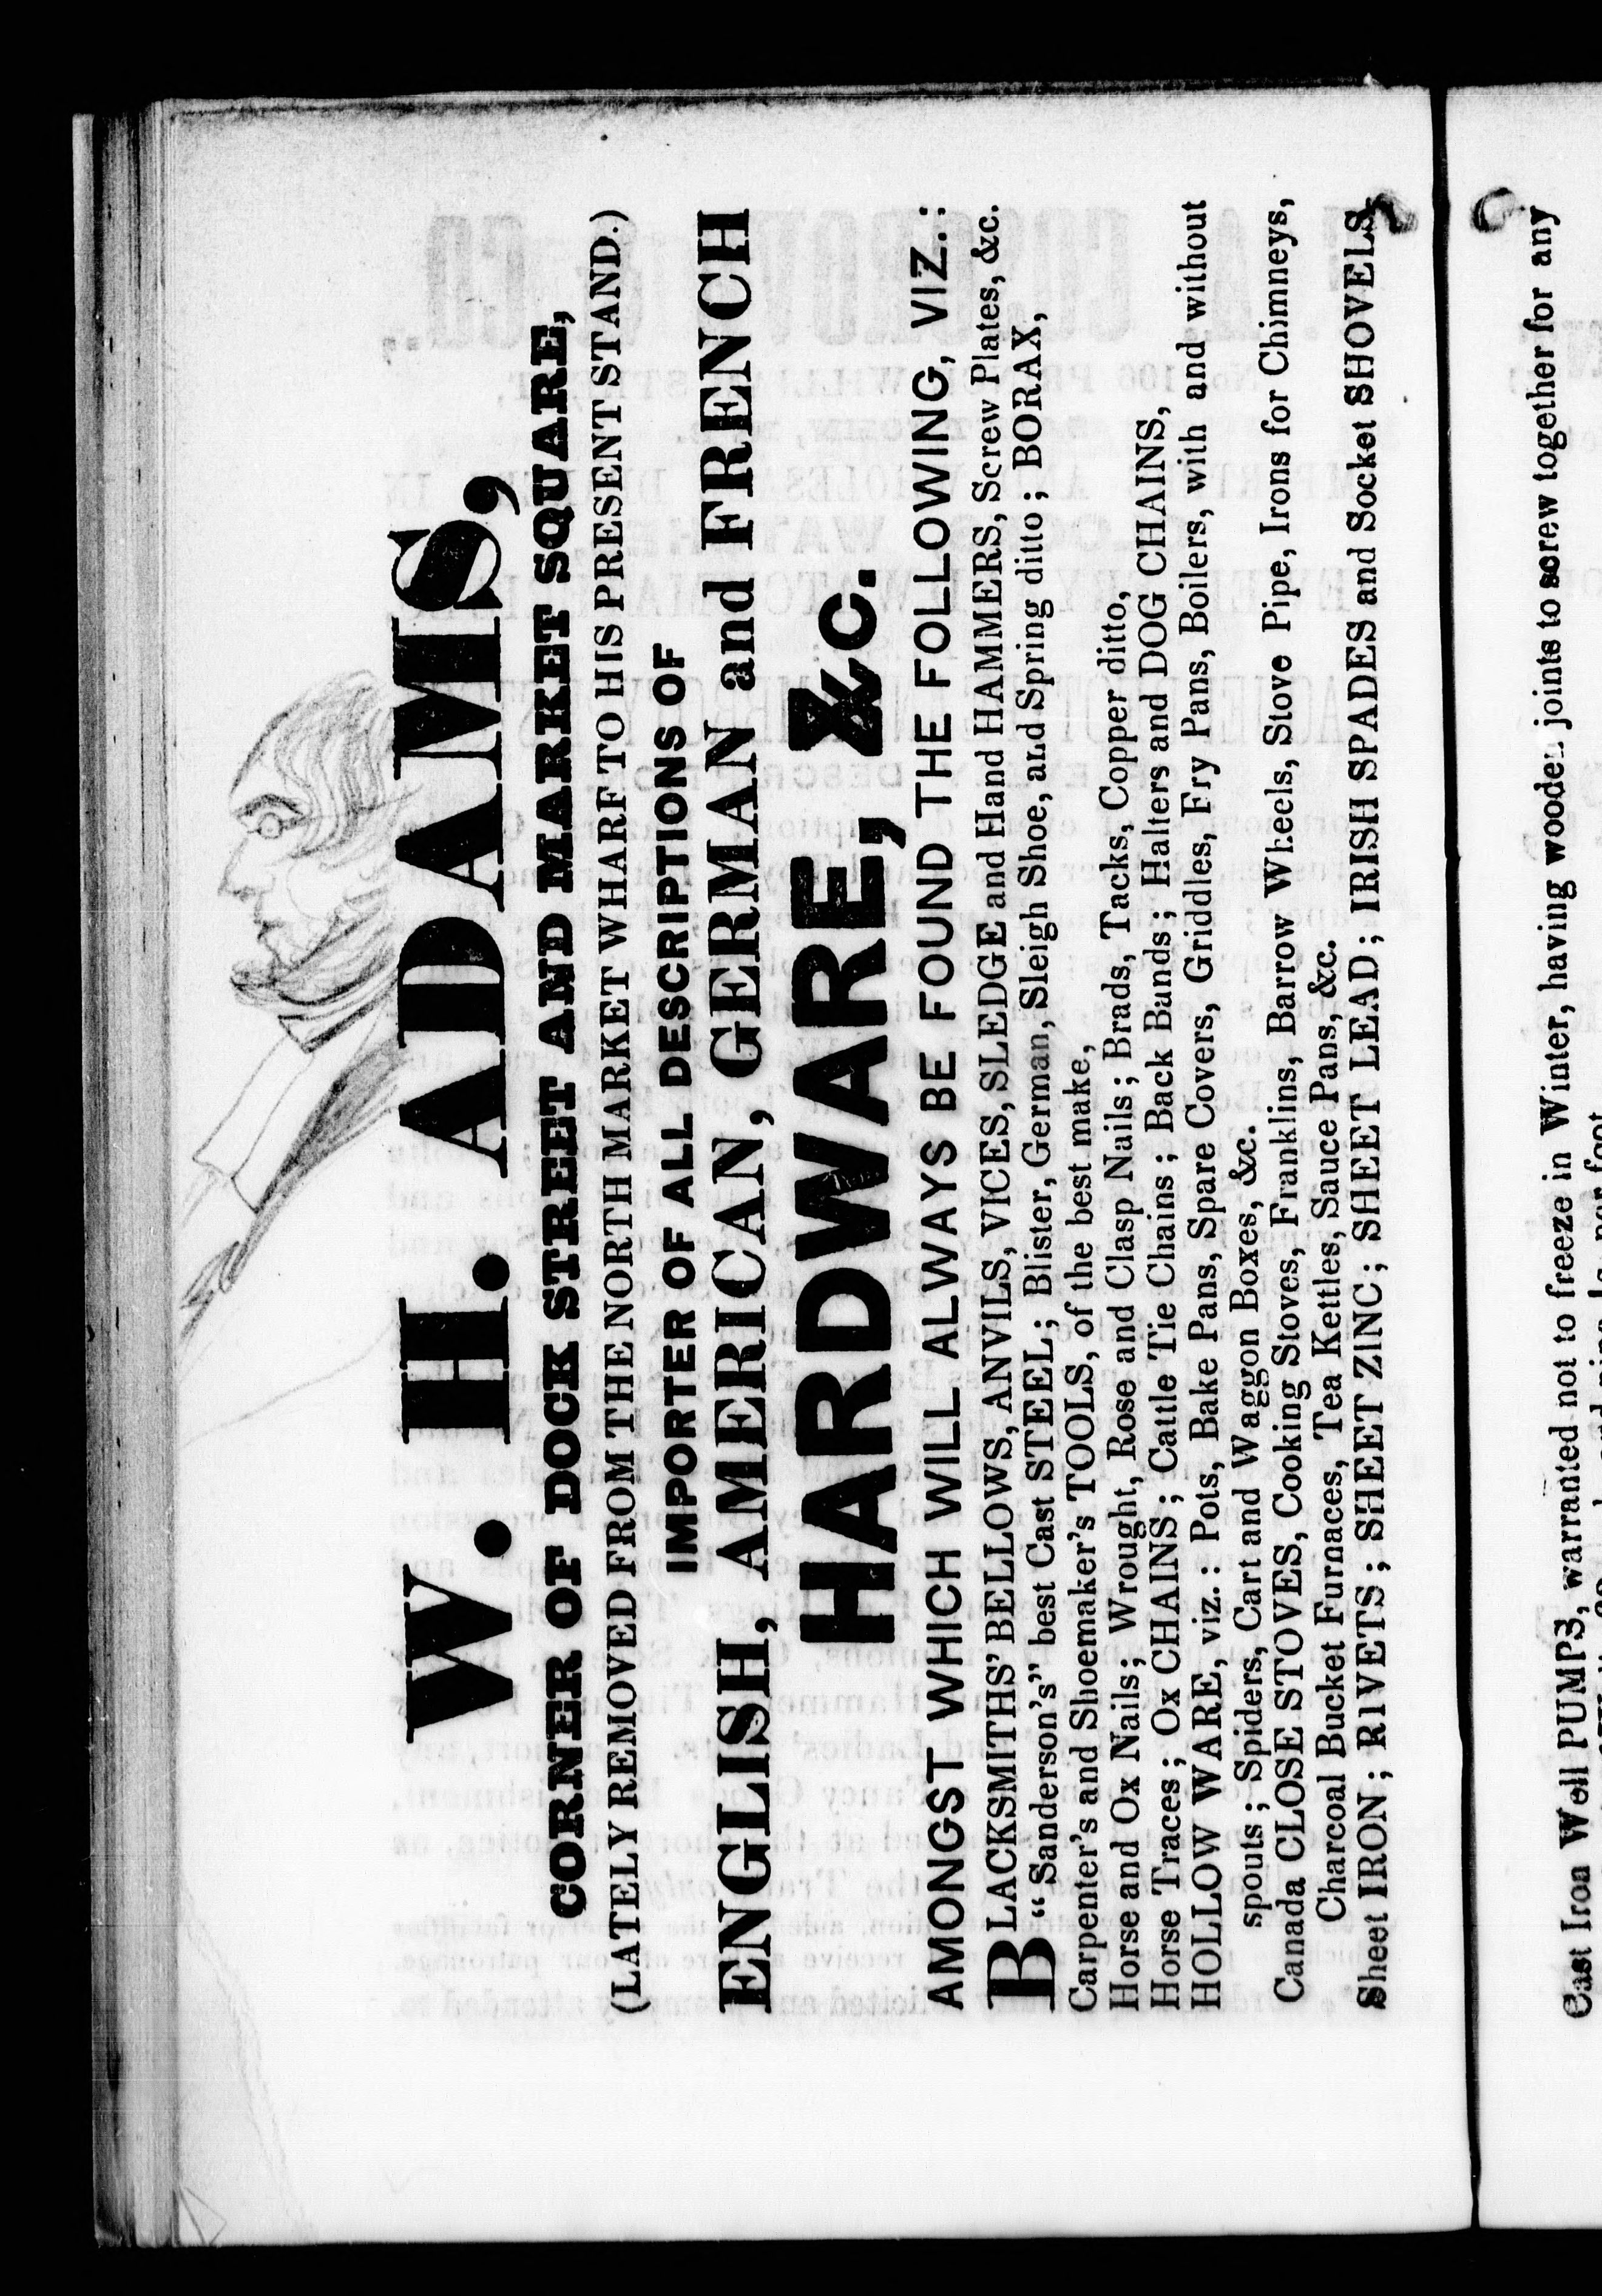 W. H. ADAMS,
CORNER OF DOCK STREET AND MARKET SQUARE,
(LATELY REMOVED FROM THE NORTH MARKET WHARF TO HIS PRESENT STAND.)
IMPORTER OF ALL DESCRIPTIONS OF
ENGLISH, AMERICAN, GERMAN and FRENCH
HARDWARE, &c.
AMONGST WHICH WILL ALWAYS BE FOUND THE FOLLOWING, VIZ.:
BLACKSMITHS' BELLOWS, ANVILS, VICES, SLEDGE and Hand HAMMERS, Screw Plates, &c.
"Sanderson's" best Cast STEEL; Blister, German, Sleigh Shoe, and Spring ditto; BORAX,
Carpenter's and Shoemaker's TOOLS, of the best make,
Horse and Ox Nails; Wrought, Rose and Clasp Nails; Brads, Tacks, Copper ditto,
Horse Traces; Ox CHAINS; Cattle Tie Chains; Back Bands; Halters and DOG CHAINS,
HOLLOW WARE, viz.: Pots, Bake Pans, Spare Covers, Griddles, Fry Pans, Boilers, with and without
spouts; Spiders, Cart and Waggon Boxes, &c.
Canada CLOSE STOVES, Cooking Stoves, Franklins, Barrow Wheels, Stove Pipe, Irons for Chimneys,
Charcoal Bucket Furnaces, Tea Kettles, Sauce Pans, &c.
Sheet IRON; RIVETS; SHEET ZINC; SHEET LEAD; IRISH SPADES and Socket SHOVELS,
Cast Iron Well PUMPS, warranted not to freeze in Winter, having wooden joints to screw together for any